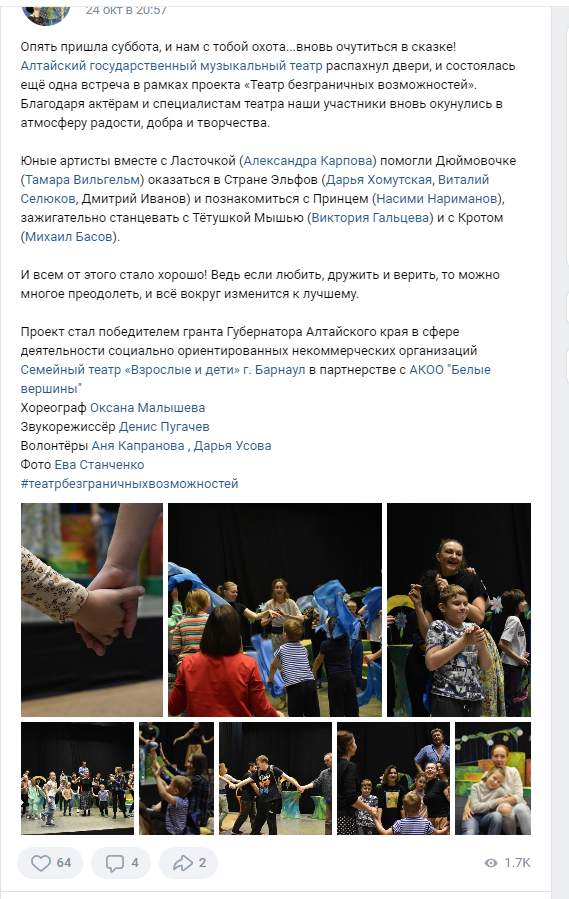 24 окт в 20:57
Опять пришла суббота, и нам с тобой охота...вновь очутиться в сказке!
Алтайский государственный музыкальный театр распахнул двери, и состоялась
ещё одна встреча в рамках проекта «Театр безграничных возможностей».
Благодаря актёрам и специалистам театра наши участники вновь окунулись в
атмосферу радости, добра и творчества.
Юные артисты вместе с Ласточкой (Александра Карпова) помогли Дюймовочке
(Тамара Вильгельм) оказаться в Стране Эльфов (Дарья Хомутская, Виталий
Селюков, Дмитрий Иванов) и познакомиться с Принцем (Насими Нариманов),
зажигательно станцевать с Тётушкой Мышью (Виктория Гальцева) и с Кротом
(Михаил Басов).
И всем от этого стало хорошо! Ведь если любить, дружить и верить, то можно
многое преодолеть, и всё вокруг изменится к лучшему.
Проект стал победителем гранта Губернатора Алтайского края в сфере
деятельности социально ориентированных некоммерческих организаций
Семейный театр «Взрослые и дети» г. Барнаул в партнерстве с АКОО "Белые
вершины"
Хореограф Оксана Малышева
Звукорежиссёр Денис Пугачев
Волонтёры Аня Капранова , Дарья Усова
Фото Ева Станченко
#театрбезграничныхвозможностей
64 4 2 1.7K